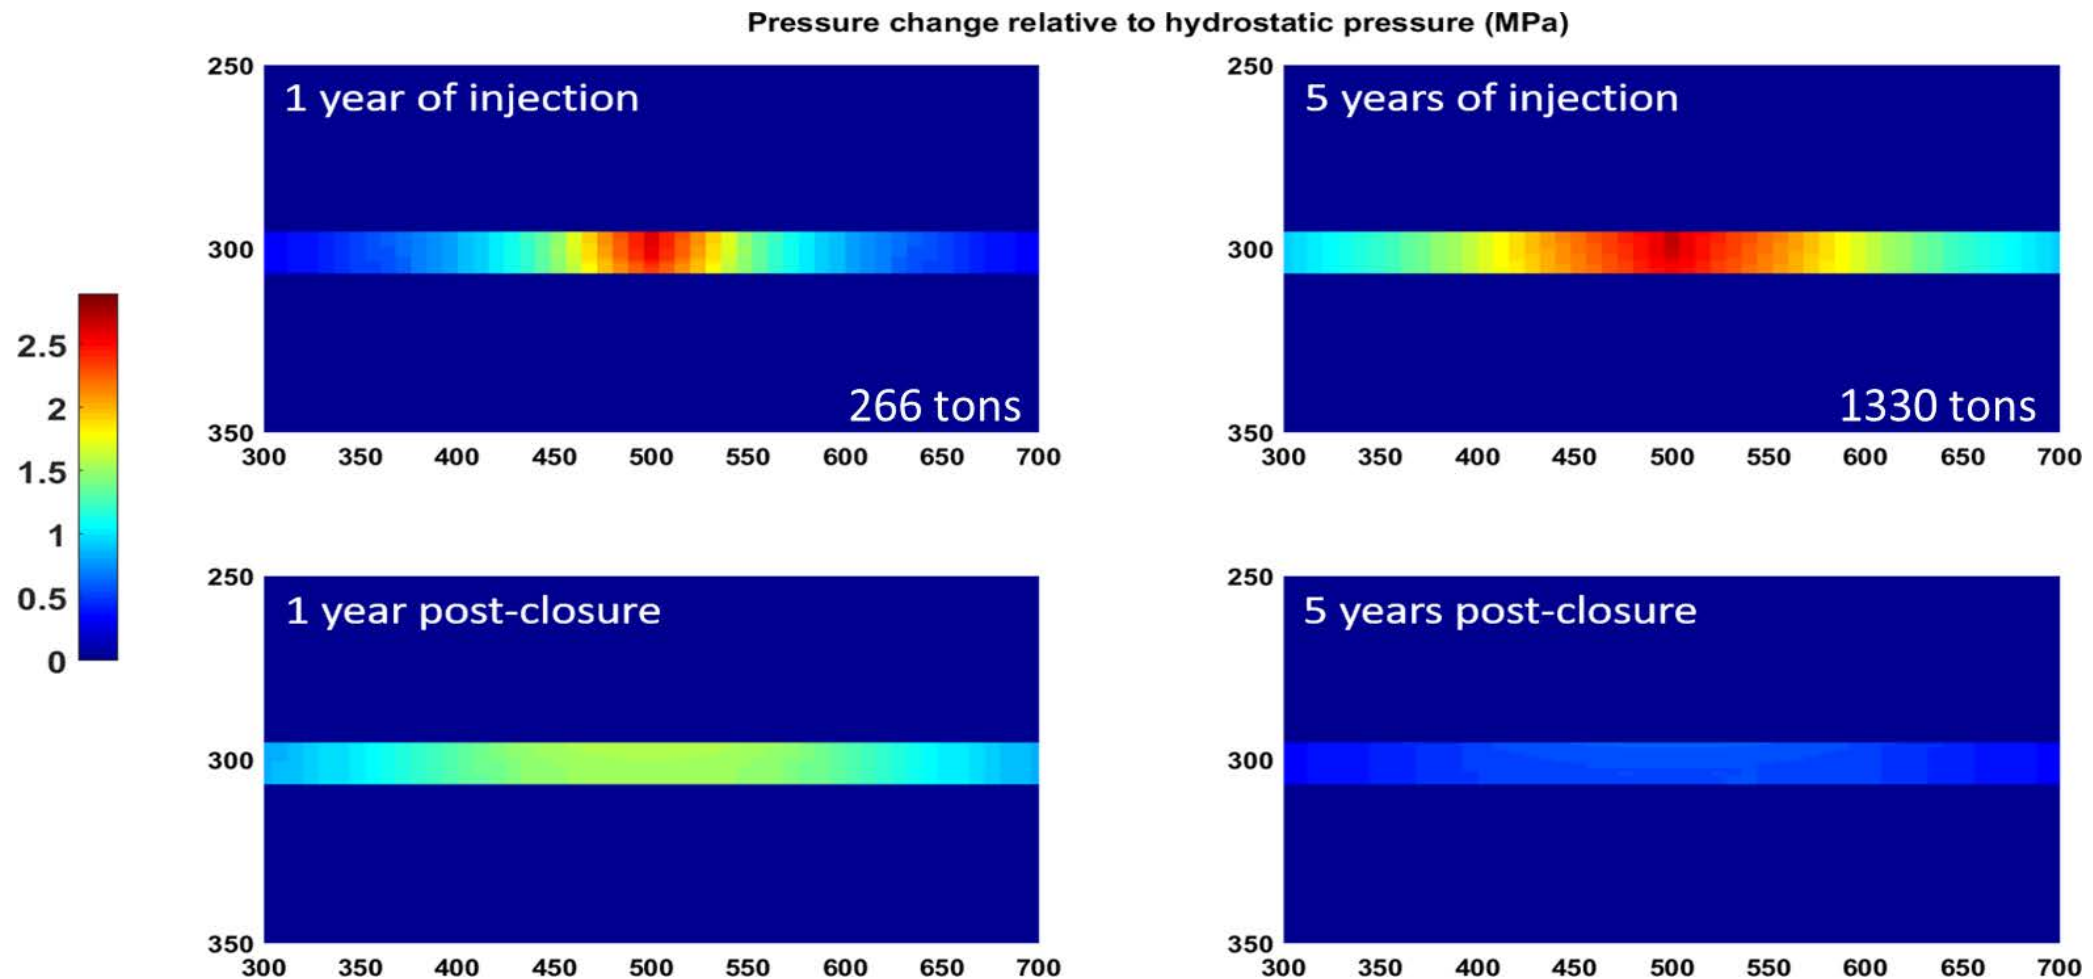 Pressure change relative to hydrostatic pressure (MPa)
250
1 year of injection
300
266 tons
350
300 350 400 450 500 550 600 650 700
250
5 years of injection
300
1330 tons
350
300 350 400 450 500 550 600 650 700
2.5
2
1.5
1
0.5
0
250
1 year post-closure
300
350
300 350 400 450 500 550 600 650 700
250
5 years post-closure
300
350
300 350 400 450 500 550 600 650 700